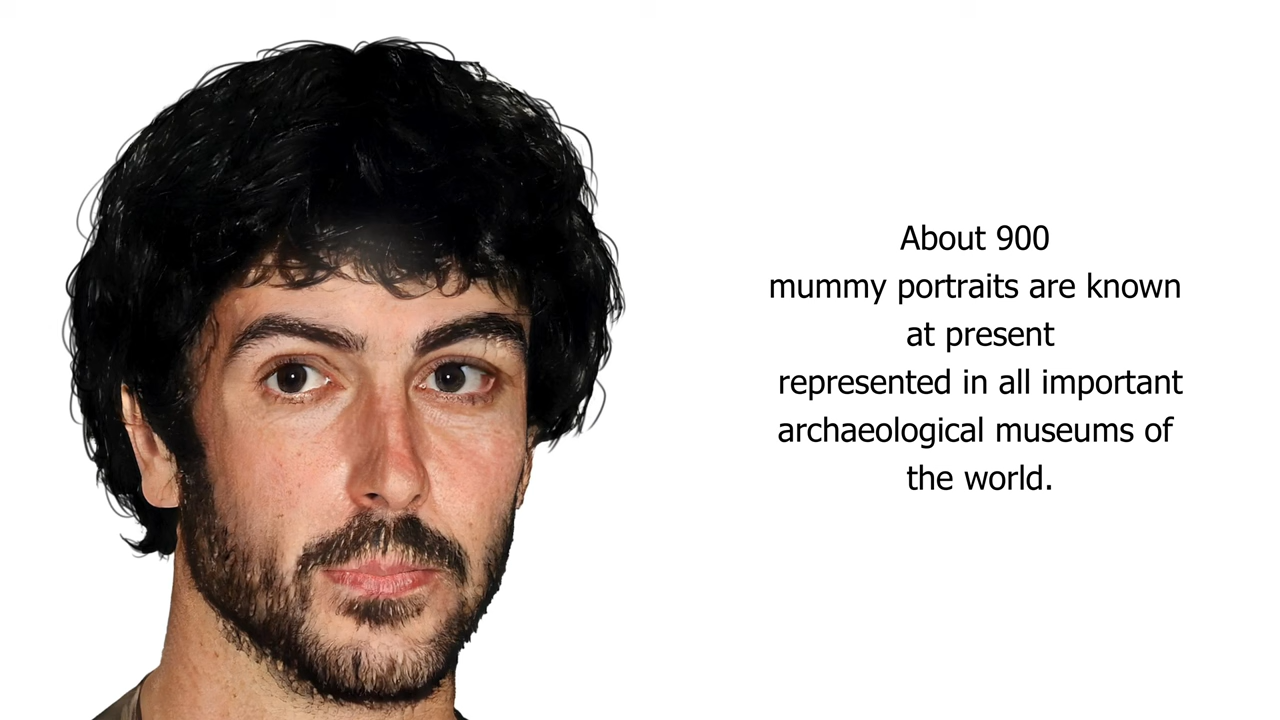 About 900
mummy portraits are known
at present
represented in all important
archaeological museums of
the world.